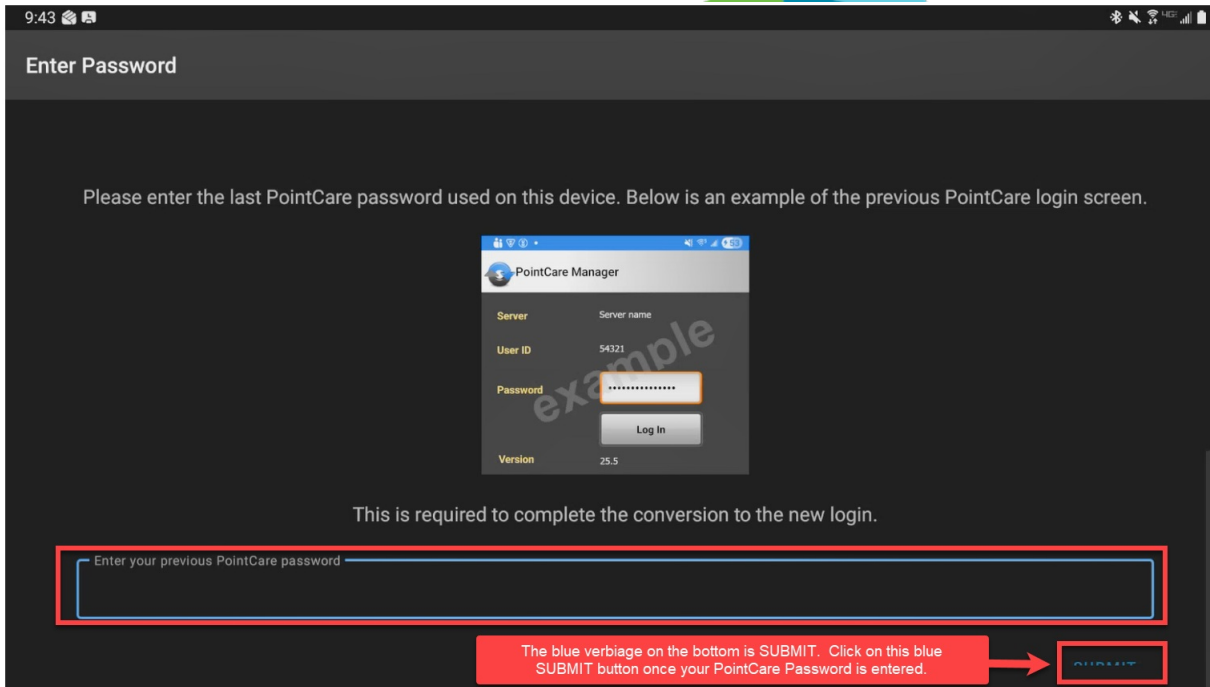 9:43
4G
Enter Password
Please enter the last PointCare password used on this device. Below is an example of the previous PointCare login screen.
PointCare Manager
Server Server name
User ID 54321
Password •••••••••••••••
Log In
Version 25.5
example
This is required to complete the conversion to the new login.
Enter your previous PointCare password
The blue verbiage on the bottom is SUBMIT. Click on this blue
SUBMIT button once your PointCare Password is entered.
SUBMIT